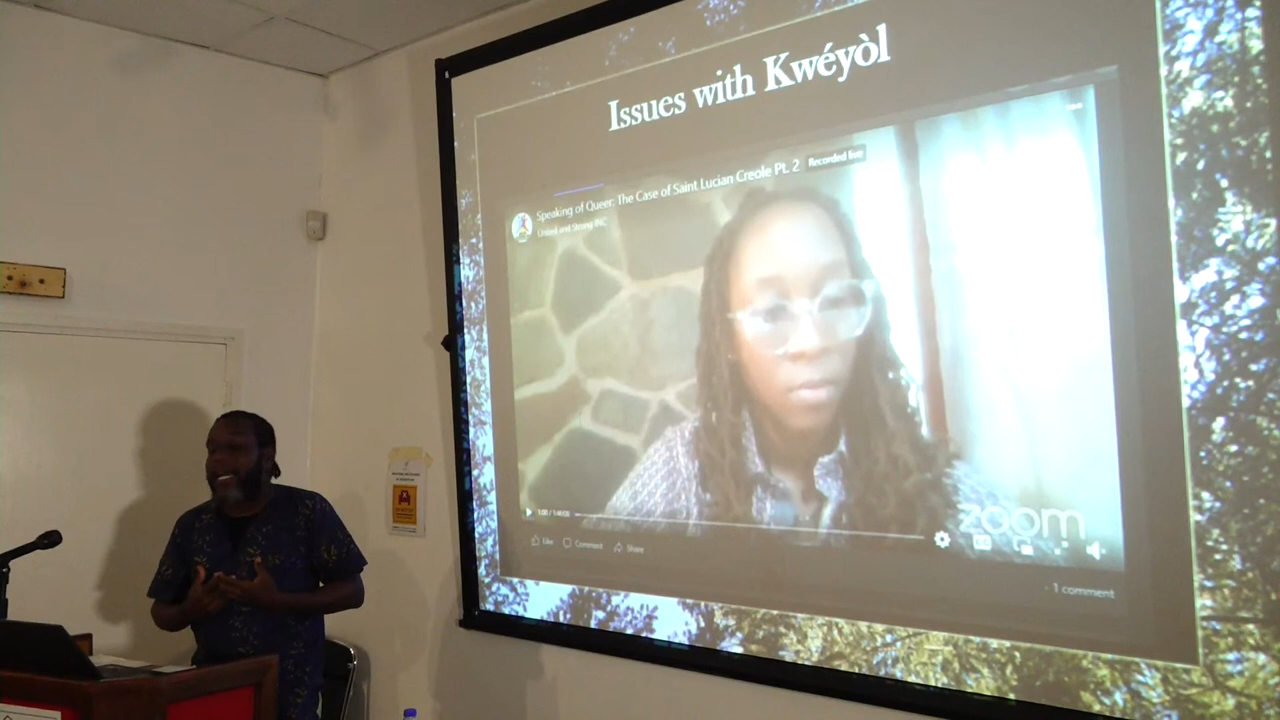 Issues with Kwéyòl
Speaking of Queer: The Case of Saint Lucian Creole Pt. 2 Recorded live
United and Strong INC
zoom
Like Comment Share
1 comment